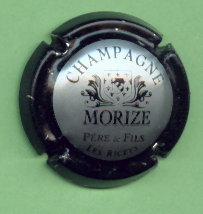 CHAMPAGNE
MORIZE
PÈRE & FILS
LES RICEYS